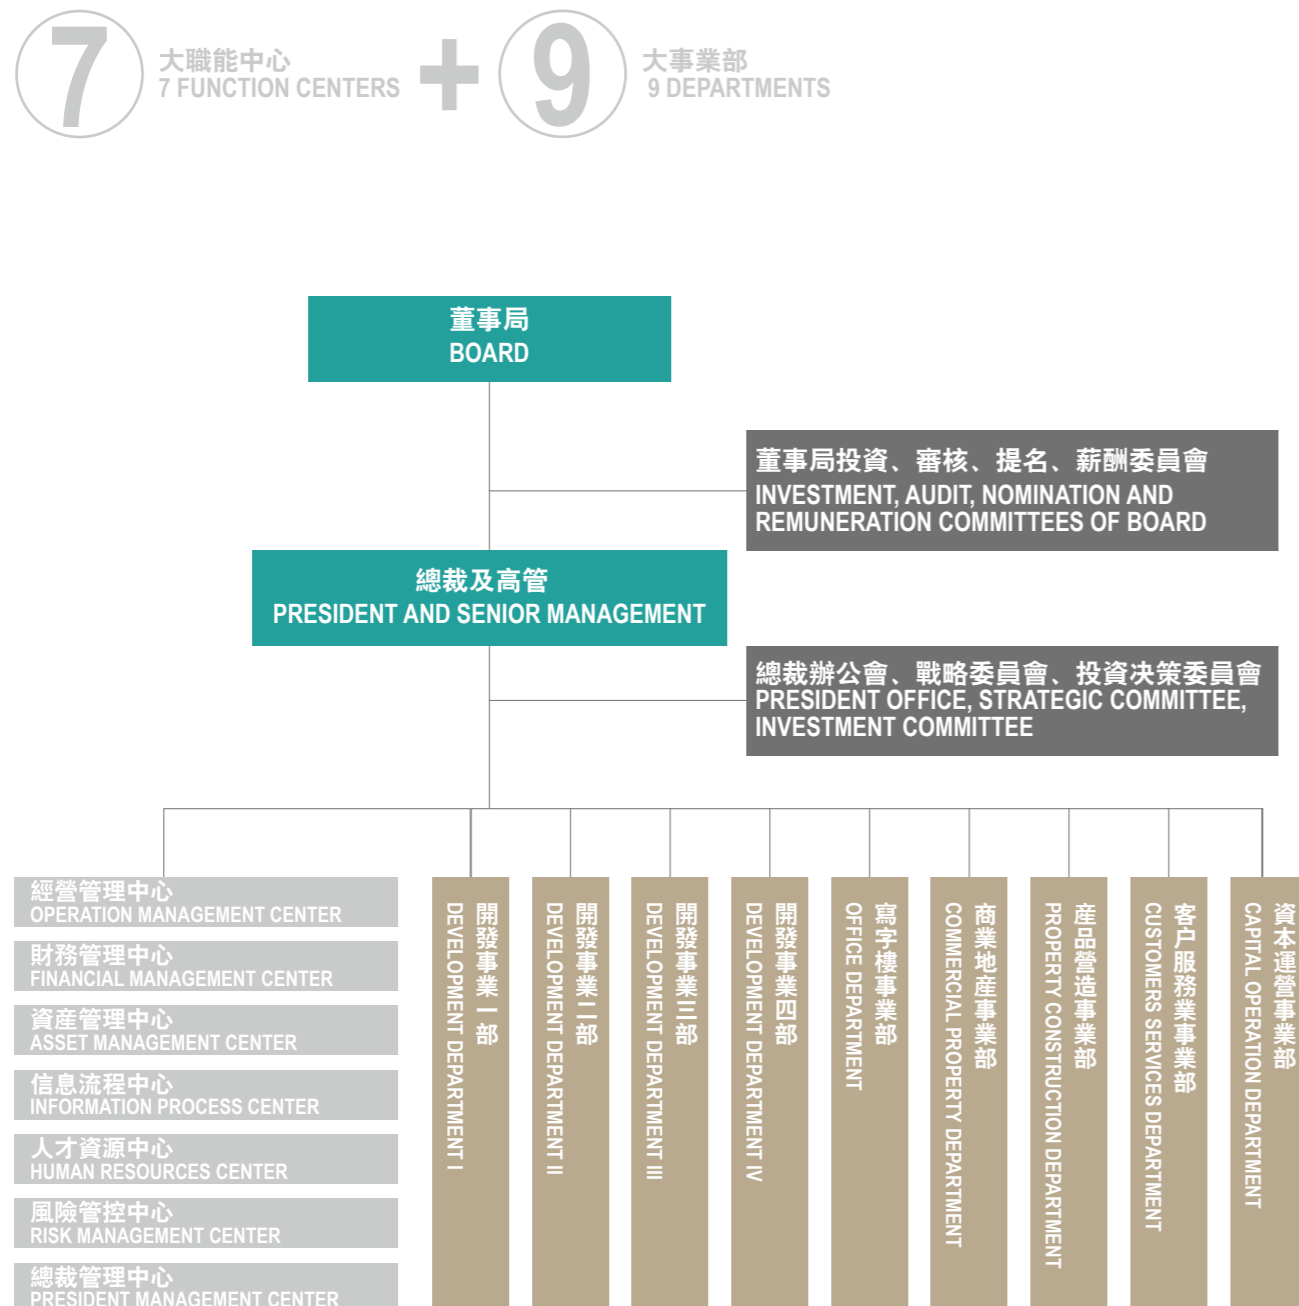 7
大職能中心
7 FUNCTION CENTERS
+
9
大事業部
9 DEPARTMENTS
董事局
BOARD
董事局投資、審核、提名、薪酬委員會
INVESTMENT, AUDIT, NOMINATION AND
REMUNERATION COMMITTEES OF BOARD
總裁及高管
PRESIDENT AND SENIOR MANAGEMENT
總裁辦公會、戰略委員會、投資决策委員會
PRESIDENT OFFICE, STRATEGIC COMMITTEE,
INVESTMENT COMMITTEE
經營管理中心
OPERATION MANAGEMENT CENTER
財務管理中心
FINANCIAL MANAGEMENT CENTER
資産管理中心
ASSET MANAGEMENT CENTER
信息流程中心
INFORMATION PROCESS CENTER
人才資源中心
HUMAN RESOURCES CENTER
風險管控中心
RISK MANAGEMENT CENTER
總裁管理中心
PRESIDENT MANAGEMENT CENTER
開發事業一部
DEVELOPMENT DEPARTMENT I
開發事業二部
DEVELOPMENT DEPARTMENT II
開發事業三部
DEVELOPMENT DEPARTMENT III
開發事業四部
DEVELOPMENT DEPARTMENT IV
寫字樓事業部
OFFICE DEPARTMENT
商業地産事業部
COMMERCIAL PROPERTY DEPARTMENT
産品營造事業部
PROPERTY CONSTRUCTION DEPARTMENT
客户服務業事業部
CUSTOMERS SERVICES DEPARTMENT
資本運營事業部
CAPITAL OPERATION DEPARTMENT